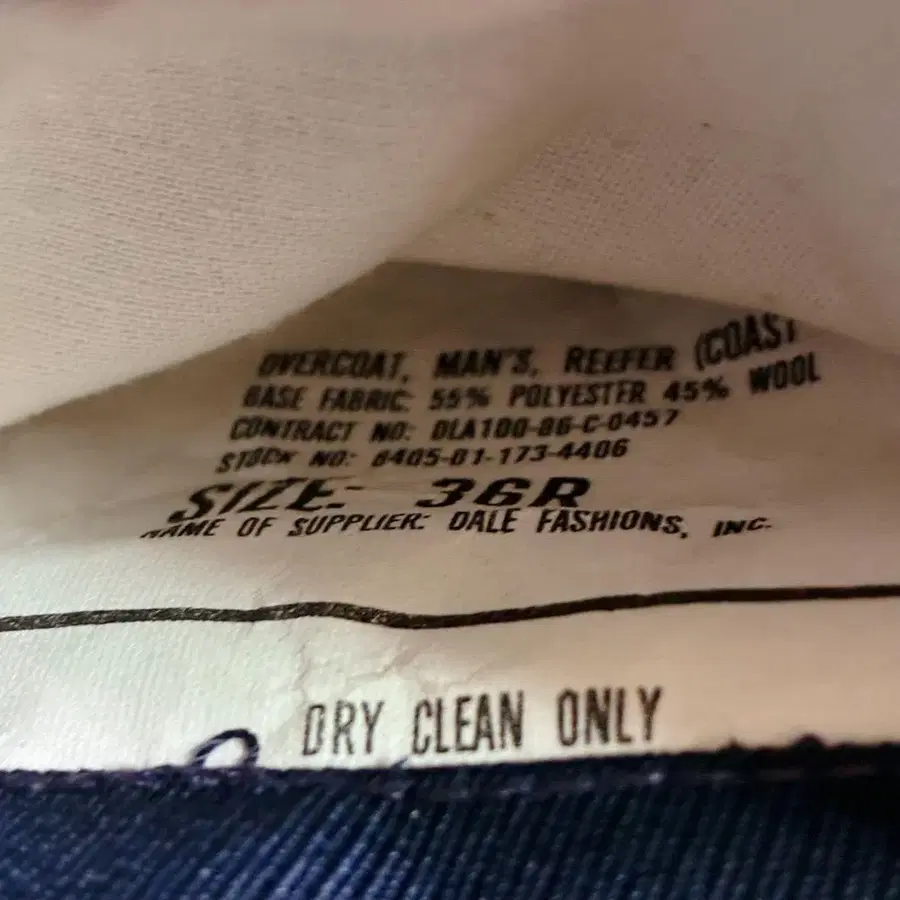 OVERCOAT, MAN'S, REEFER (COAST
BASE FABRIC: 55% POLYESTER 45% WOOL
CONTRACT NO: DLA100-86-C-0457
STOCK NO: 8405-01-173-4406
SIZE: 36R
NAME OF SUPPLIER: DALE FASHIONS, INC.
DRY CLEAN ONLY